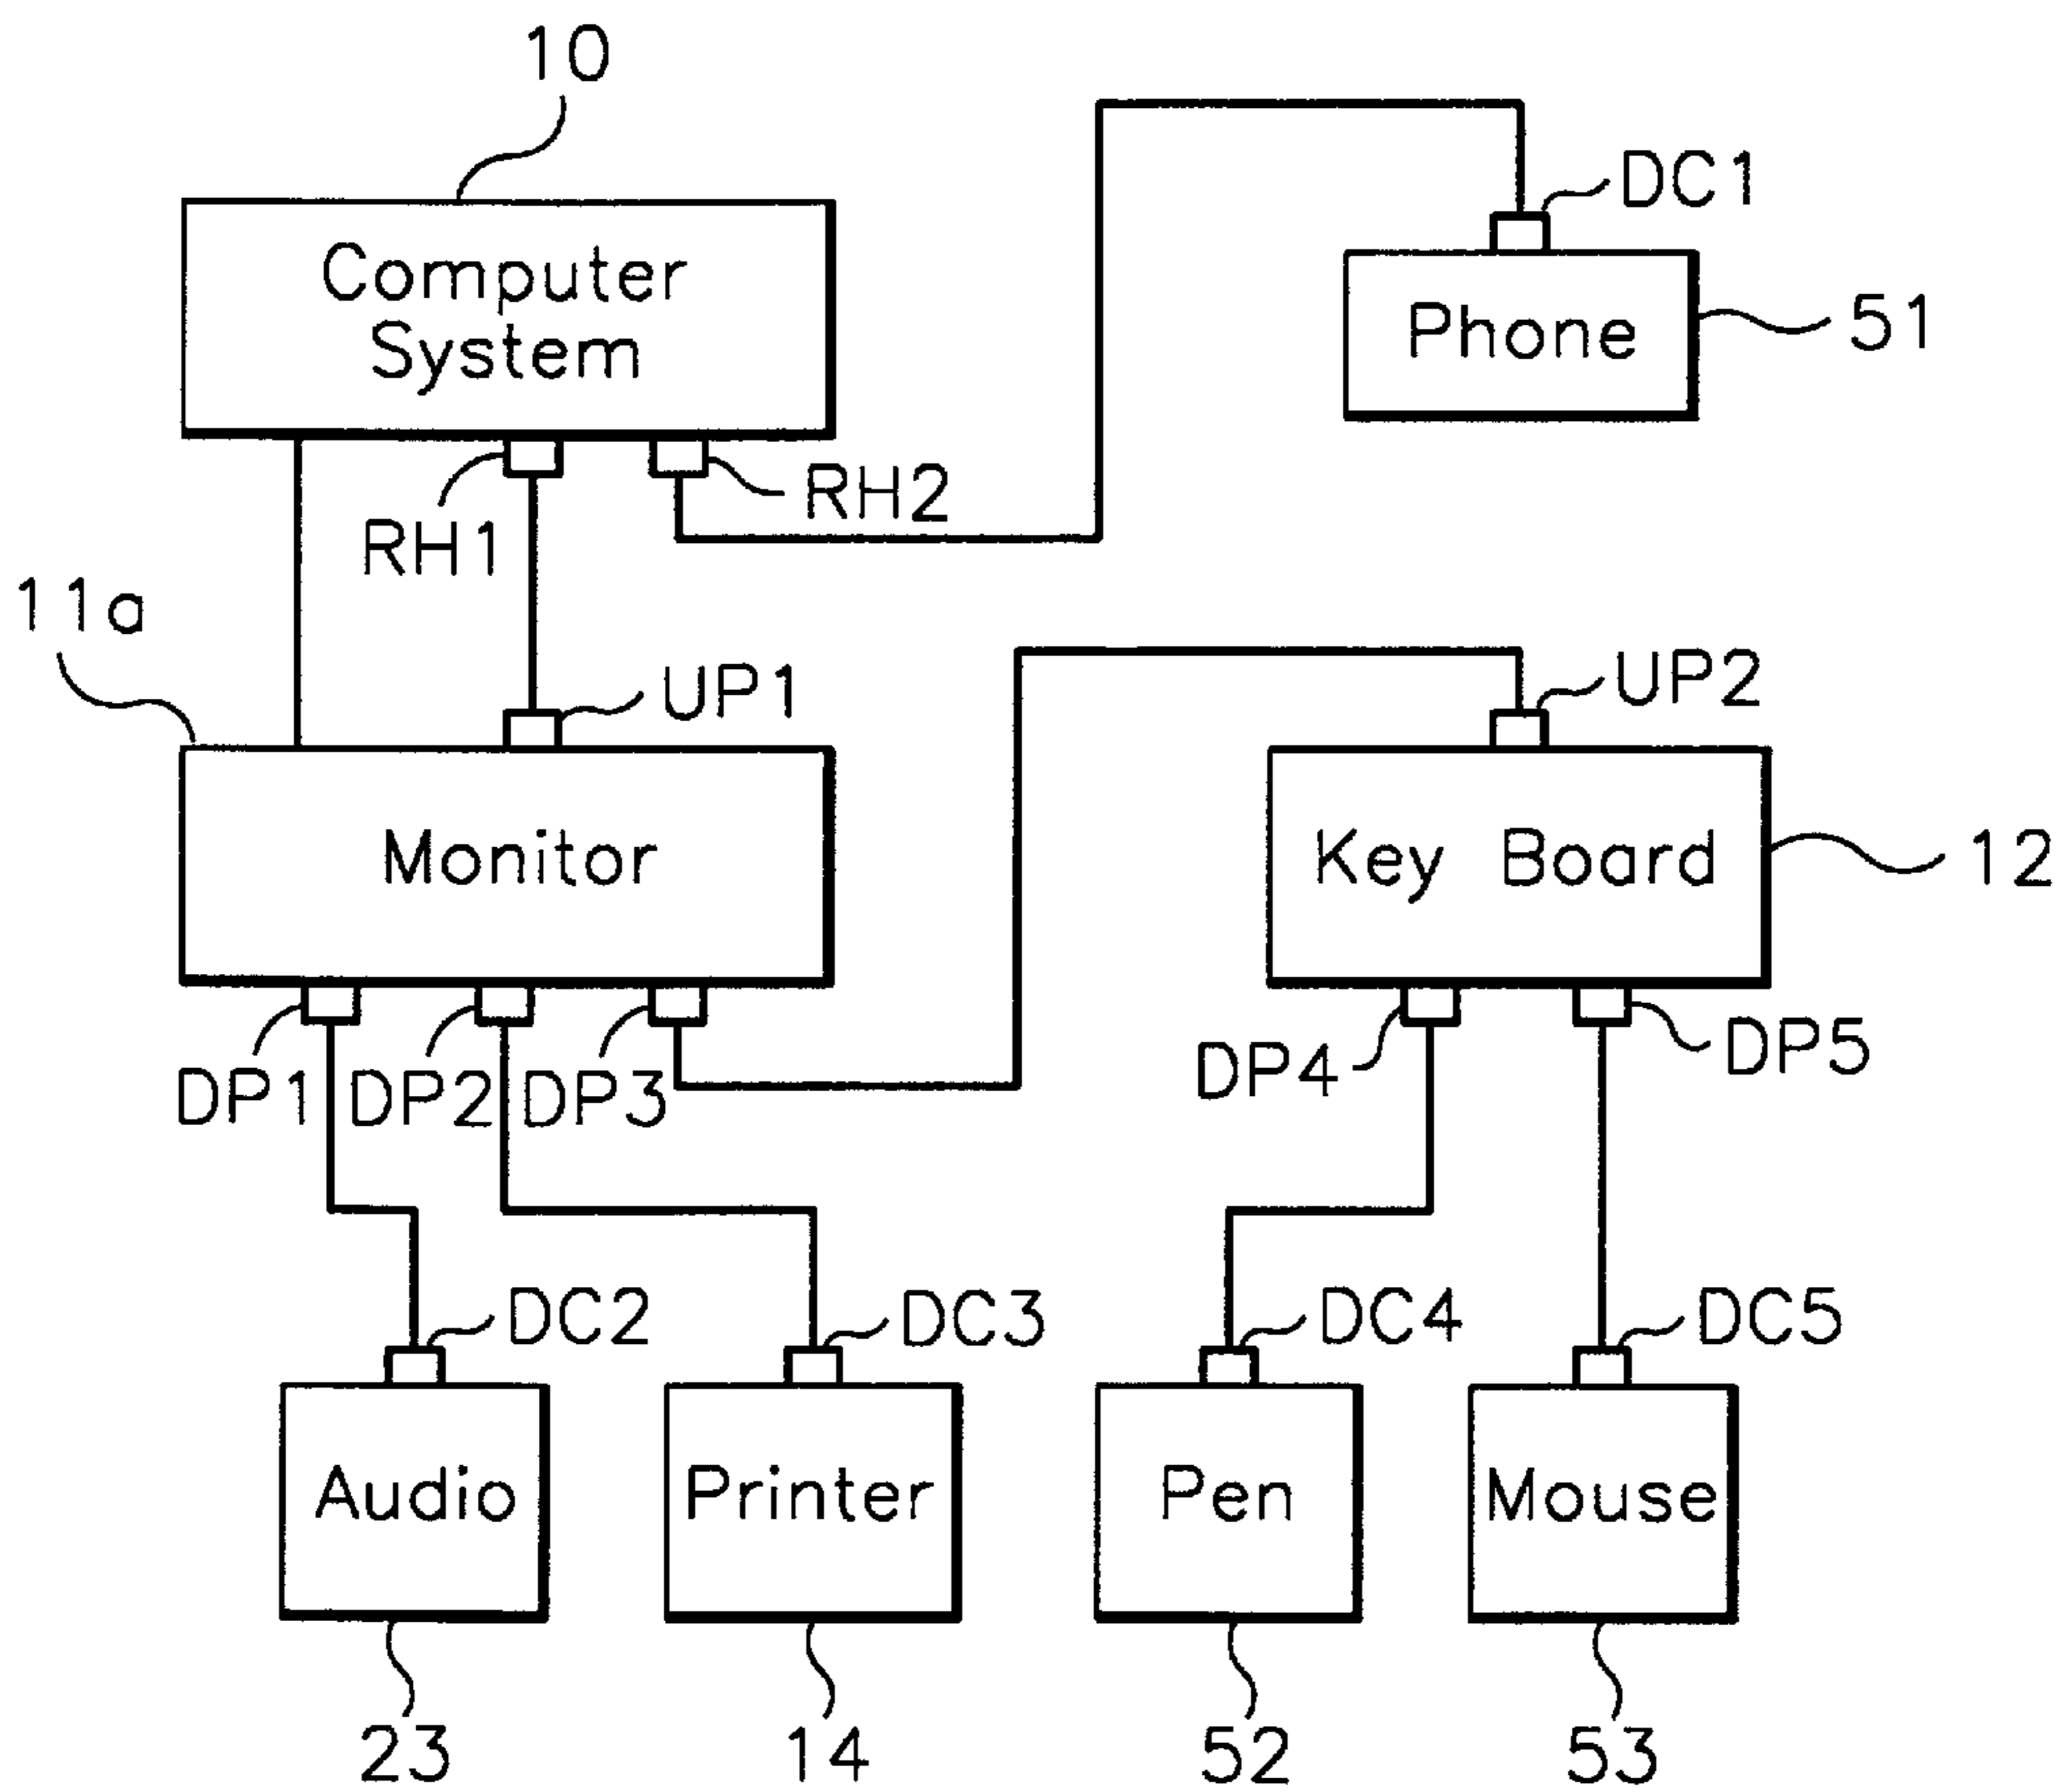 10
DC1
Computer
System
Phone
51
RH1
RH2
11a
UP1
UP2
Monitor
Key Board
12
DP1
DP2
DP3
DP4
DP5
DC2
DC3
DC4
DC5
Audio
Printer
Pen
Mouse
23
14
52
53